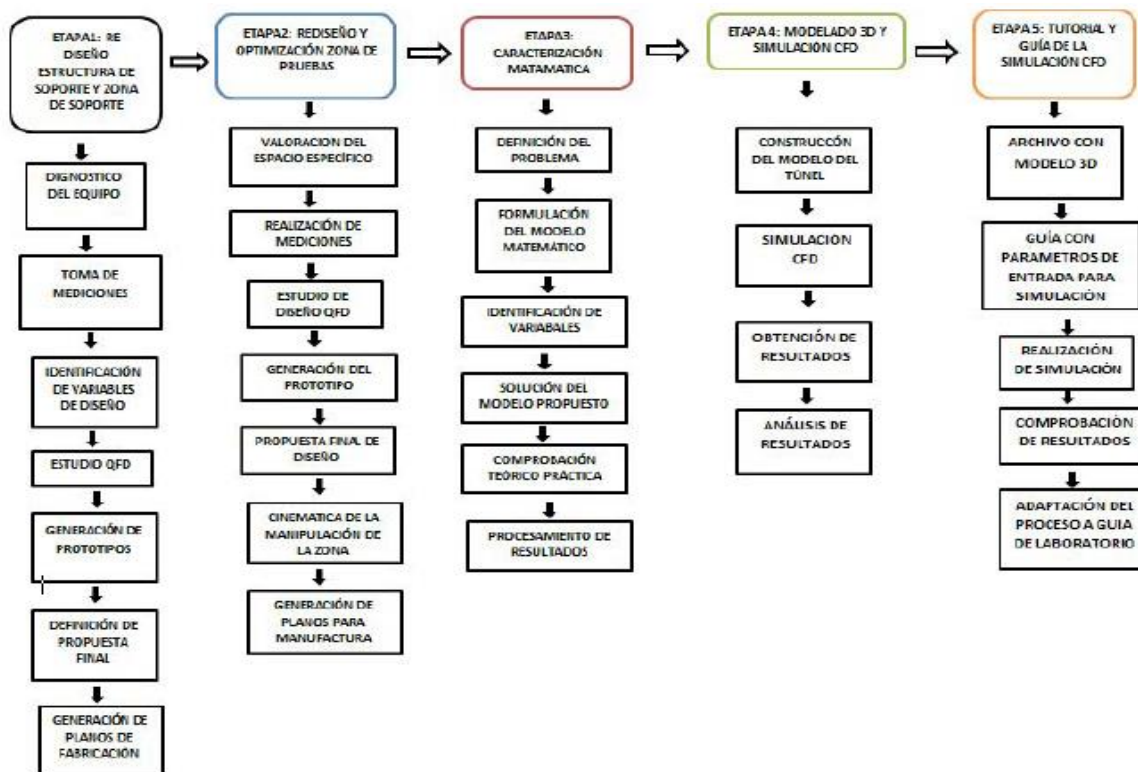 ETAPA1: RE
DISEÑO
ESTRUCTURA DE
SOPORTE Y ZONA
DE SOPORTE
DIGNOSTICO
DEL EQUIPO
TOMA DE
MEDICIONES
IDENTIFICACIÓN
DE VARIABLES
DE DISEÑO
ESTUDIO QFD
GENERACIÓN DE
PROTOTIPOS
DEFINICIÓN DE
PROPUESTA
FINAL
GENERACIÓN DE
PLANOS DE
FABRICACIÓN
ETAPA2: REDISEÑO Y
OPTIMIZACIÓN ZONA DE
PRUEBAS
VALORACION DEL
ESPACIO ESPECÍFICO
REALIZACIÓN DE
MEDICIONES
ESTUDIO DE
DISEÑO QFD
GENERACIÓN DEL
PROTOTIPO
PROPUESTA FINAL DE
DISEÑO
CINEMATICA DE LA
MANIPULACIÓN DE
LA ZONA
GENERACIÓN DE
PLANOS PARA
MANUFACTURA
ETAPA3:
CARACTERIZACIÓN
MATAMATICA
DEFINICIÓN DEL
PROBLEMA
FORMULACIÓN
DEL MODELO
MATEMÁTICO
IDENTIFICACIÓN DE
VARIABALES
SOLUCIÓN DEL
MODELO PROPUESTO
COMPROBACIÓN
TEÓRICO PRÁCTICA
PROCESAMIENTO DE
RESULTADOS
ETAPA 4: MODELADO 3D Y
SIMULACIÓN CFD
CONSTRUCCÓN
DEL MODELO DEL
TÚNEL
SIMULACION
CFD
OBTENCIÓN DE
RESULTADOS
ANÁLISIS DE
RESULTADOS
ETAPA 5: TUTORIAL Y
GUÍA DE LA
SIMULACIÓN CFD
ARCHIVO CON
MODELO 3D
GUÍA CON
PARAMETROS DE
ENTRADA PARA
SIMULACIÓN
REALIZACIÓN
DE SIMULACIÓN
COMPROBACIÓN
DE RESULTADOS
ADAPTACIÓN DEL
PROCESO A GUIA
DE LABORATORIO